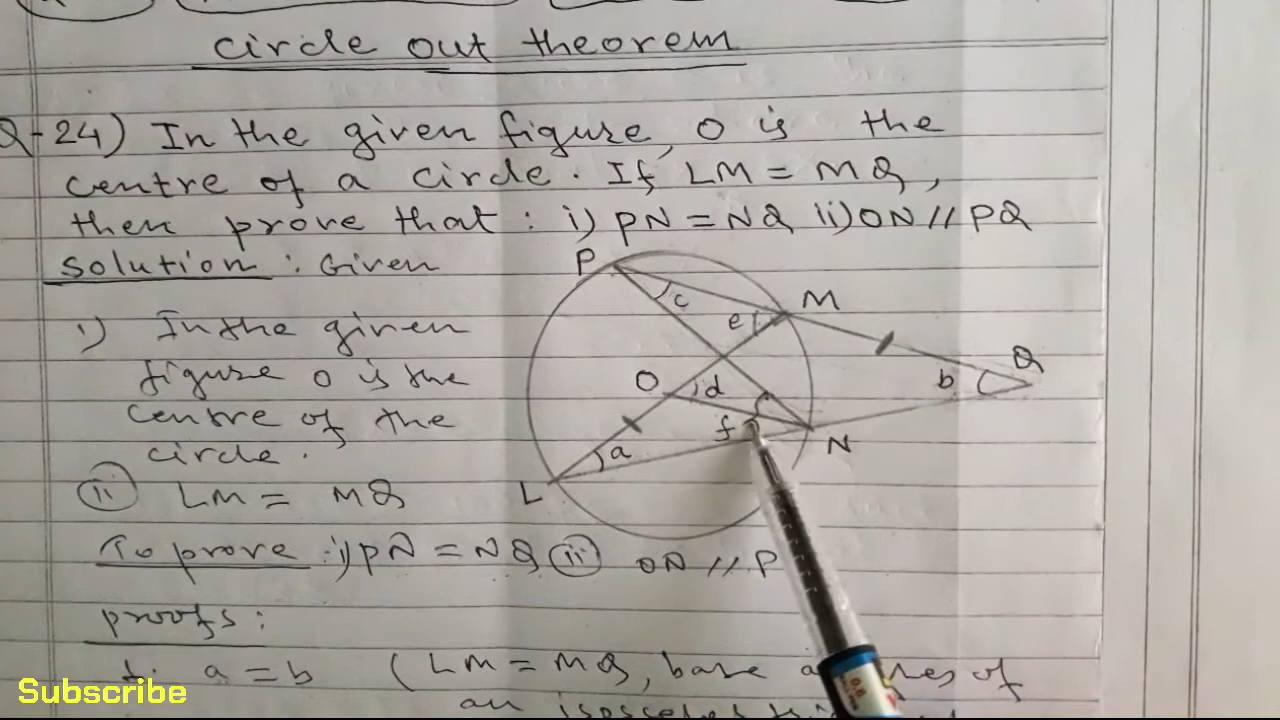 circle out theorem
Q-24) In the given figure, O is the
centre of a circle. If LM = MQ,
then prove that: i) PN = NQ ii) ON // PQ
solution: Given
i) In the given
figure O is the
centre of the
circle.
ii LM = MQ
P
M
c
e
Q
O
d
b
f
N
a
L
To prove: i) PN = NQ ii ON // P
proofs:
a = b (LM = MQ, base of
an
Subscribe